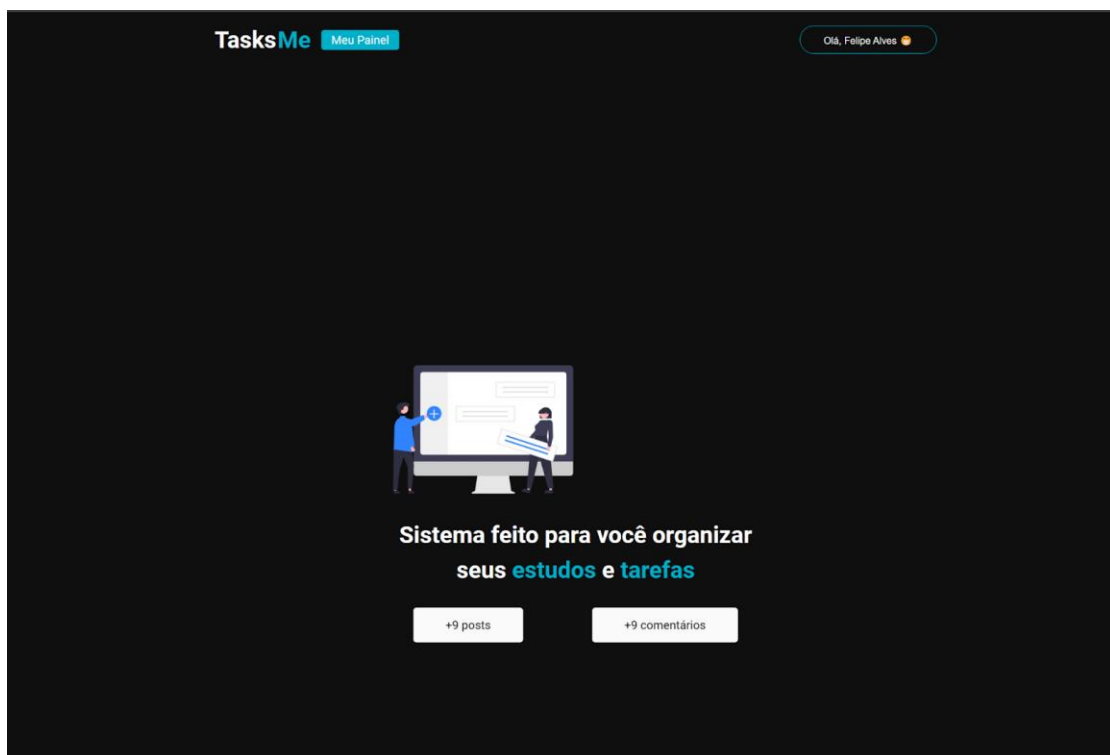 TasksMe
Meu Painel
Olá, Felipe Alves
Sistema feito para você organizar
seus estudos e tarefas
+9 posts
+9 comentários